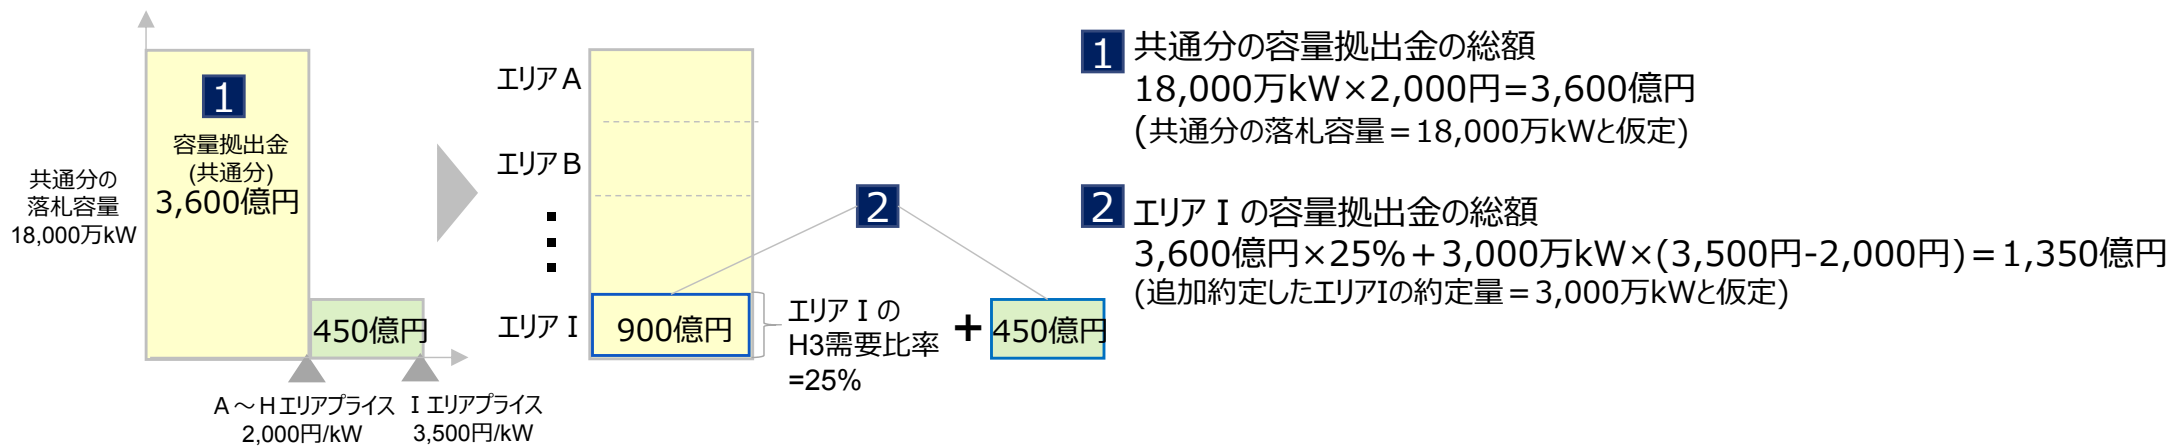 1
容量拠出金
(共通分)
3,600億円
共通分の
落札容量
18,000万kW
450億円
A～Hエリアプライス
2,000円/kW
Iエリアプライス
3,500円/kW
エリアA
エリアB
エリアI
900億円
2
エリアIの
H3需要比率
=25%
+
450億円
1 共通分の容量拠出金の総額
18,000万kW×2,000円=3,600億円
(共通分の落札容量=18,000万kWと仮定)
2 エリアIの容量拠出金の総額
3,600億円×25%+3,000万kW×(3,500円-2,000円)=1,350億円
(追加約定したエリアIの約定量=3,000万kWと仮定)